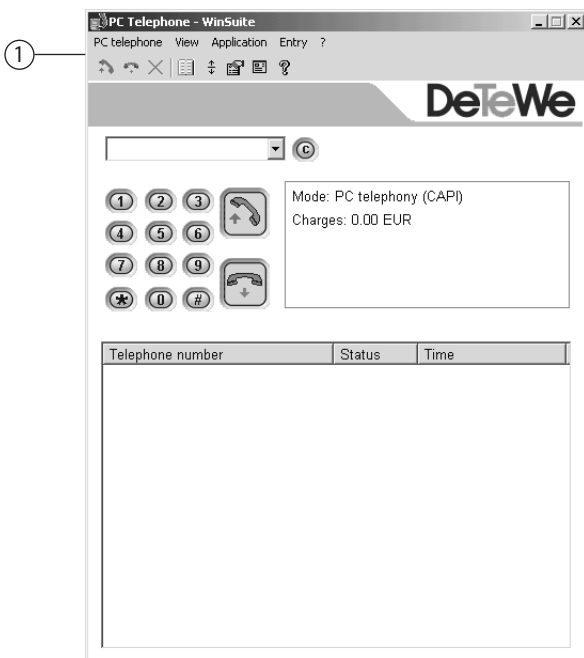 PC Telephone - WinSuite
1
PC telephone View Application Entry ?
DeTeWe
C
1 2 3
4 5 6
7 8 9
* 0 #
Mode: PC telephony (CAPI)
Charges: 0.00 EUR
Telephone number Status Time